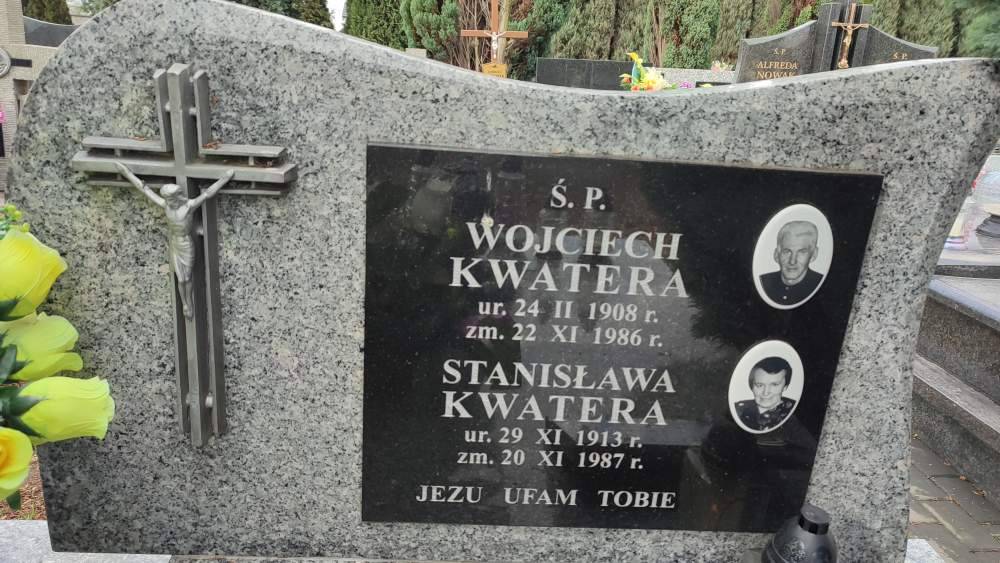 Ś. P.
WOJCIECH
KWATERA
ur. 24 II 1908 r.
zm. 22 XI 1986 r.
STANISŁAWA
KWATERA
ur. 29 XI 1913 r.
zm. 20 XI 1987 r.
JEZU UFAM TOBIE
Ś. P.
ALFREDA
NOWAK
Ś. P.